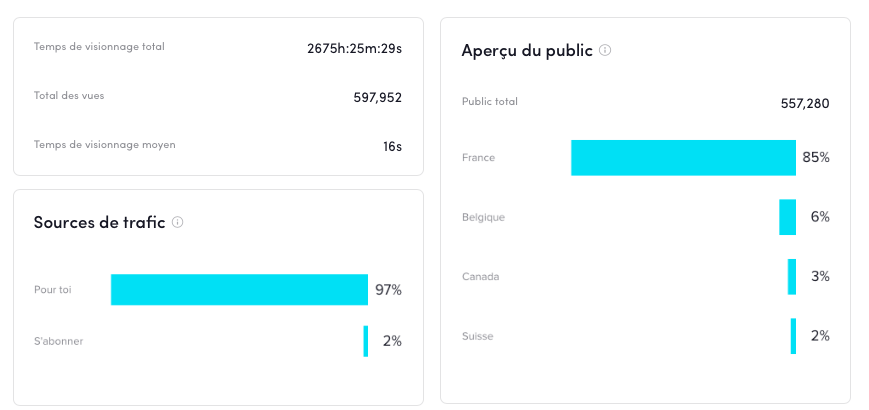 Temps de visionnage total 2675h:25m:29s
Total des vues 597,952
Temps de visionnage moyen 16s
Sources de trafic
Pour toi 97%
S'abonner 2%
Aperçu du public
Public total 557,280
France 85%
Belgique 6%
Canada 3%
Suisse 2%